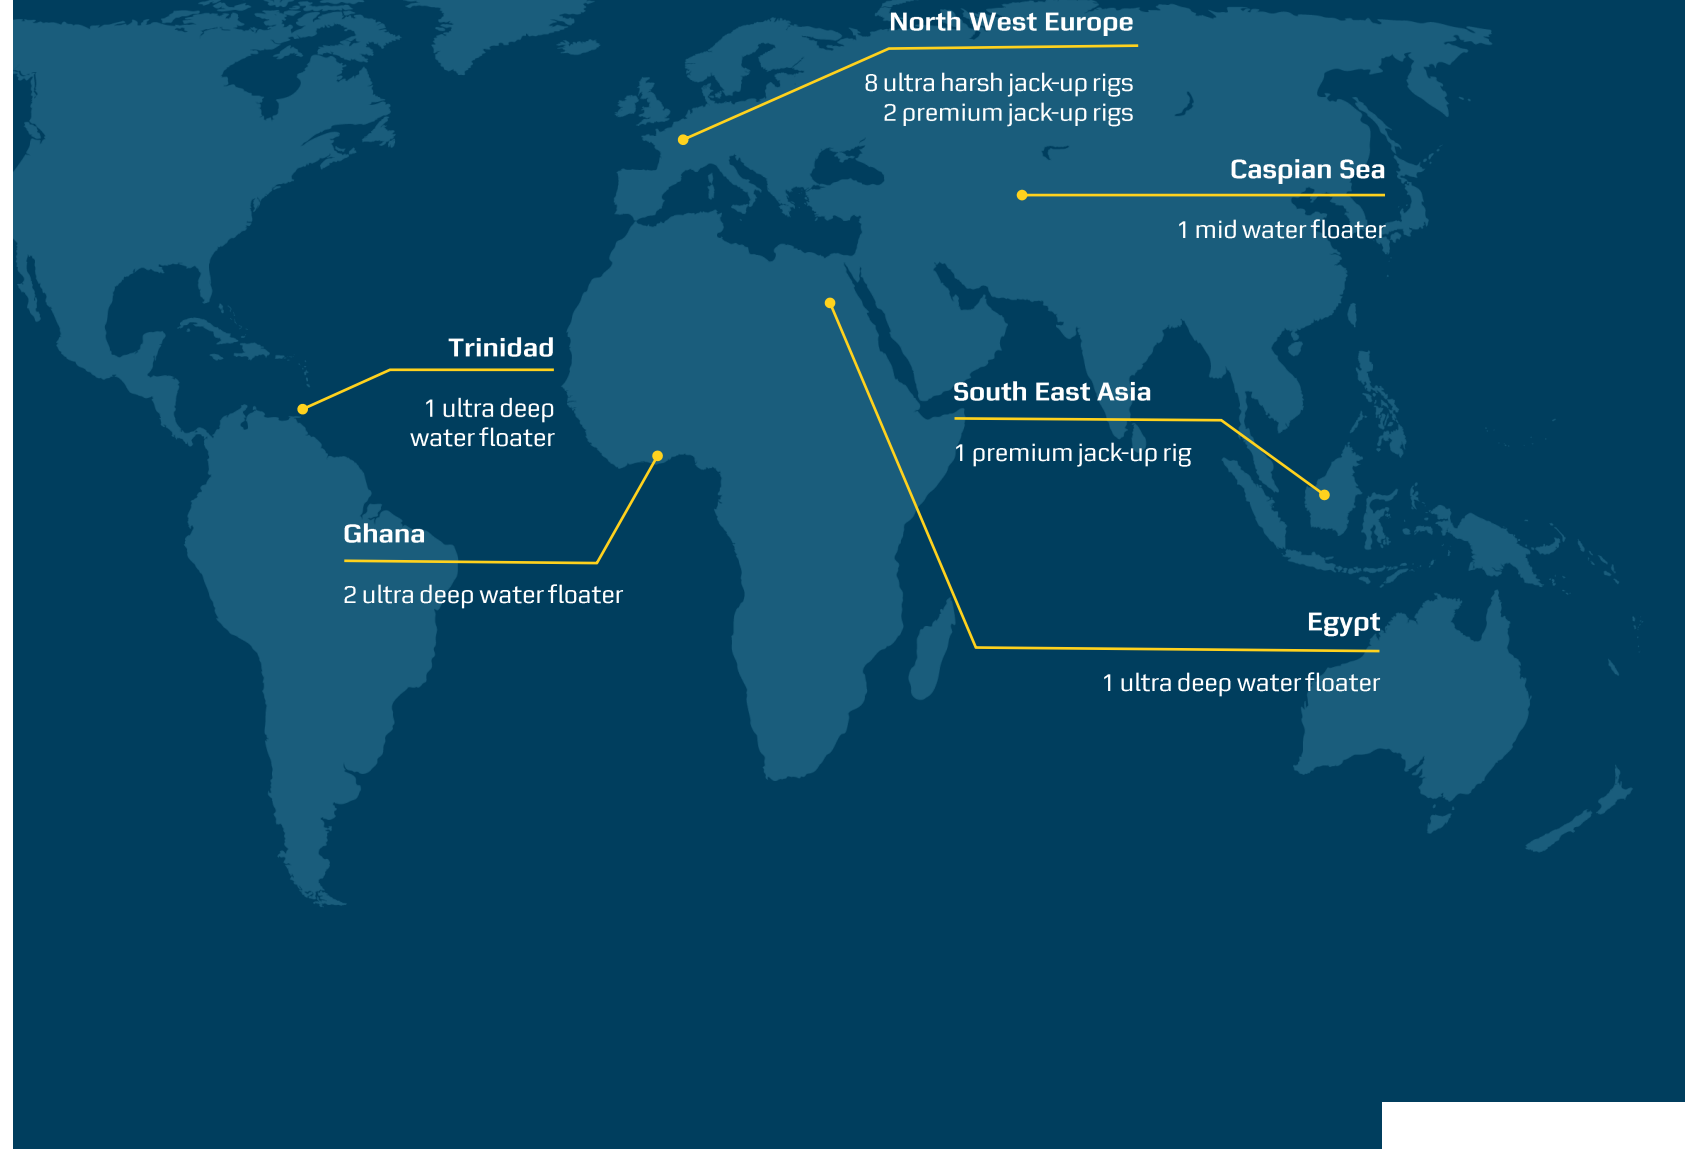 North West Europe
8 ultra harsh jack-up rigs
2 premium jack-up rigs
Caspian Sea
1 mid water floater
Trinidad
1 ultra deep
water floater
South East Asia
1 premium jack-up rig
Ghana
2 ultra deep water floater
Egypt
1 ultra deep water floater